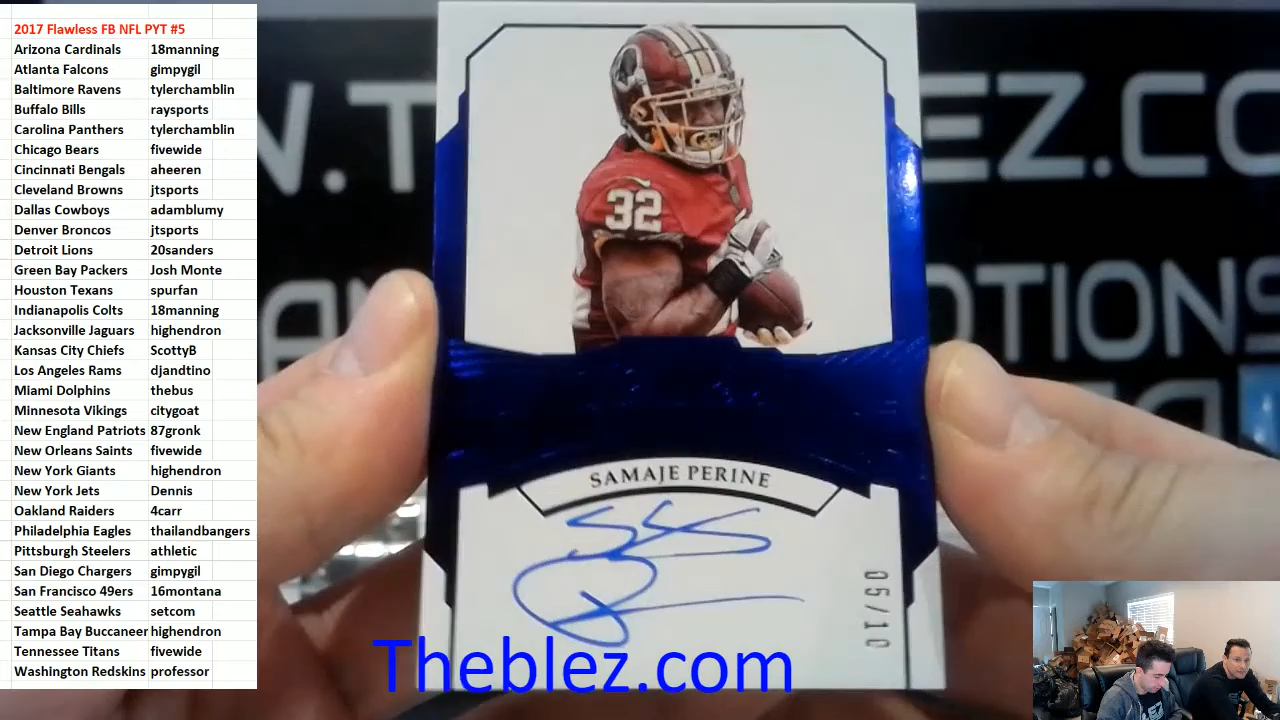 2017 Flawless FB NFL PYT #5
Arizona Cardinals 18manning
Atlanta Falcons gimpygil
Baltimore Ravens tylerchamblin
Buffalo Bills raysports
Carolina Panthers tylerchamblin
Chicago Bears fivewide
Cincinnati Bengals aheeren
Cleveland Browns jtsports
Dallas Cowboys adamblumy
Denver Broncos jtsports
Detroit Lions 20sanders
Green Bay Packers Josh Monte
Houston Texans spurfan
Indianapolis Colts 18manning
Jacksonville Jaguars highendron
Kansas City Chiefs ScottyB
Los Angeles Rams djandtino
Miami Dolphins thebus
Minnesota Vikings citygoat
New England Patriots 87gronk
New Orleans Saints fivewide
New York Giants highendron
New York Jets Dennis
Oakland Raiders 4carr
Philadelphia Eagles thailandbangers
Pittsburgh Steelers athletic
San Diego Chargers gimpygil
San Francisco 49ers 16montana
Seattle Seahawks setcom
Tampa Bay Buccaneer highendron
Tennessee Titans fivewide
Washington Redskins professor
32
SAMAJE PERINE
05/10
Theblez.com